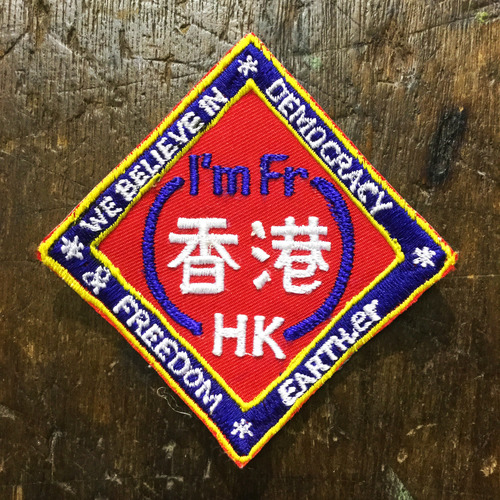 WE BELIEVE IN
DEMOCRACY
& FREEDOM
EARTH.er
I'm Fr
香港
HK